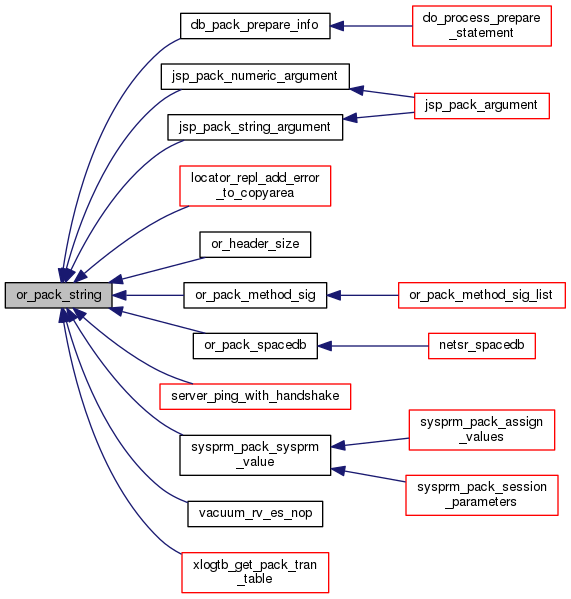 db_pack_prepare_info
do_process_prepare
_statement
jsp_pack_numeric_argument
jsp_pack_argument
jsp_pack_string_argument
locator_repl_add_error
_to_copyarea
or_header_size
or_pack_string
or_pack_method_sig
or_pack_method_sig_list
or_pack_spacedb
netsr_spacedb
server_ping_with_handshake
sysprm_pack_sysprm
_value
sysprm_pack_assign
_values
sysprm_pack_session
_parameters
vacuum_rv_es_nop
xlogtb_get_pack_tran
_table